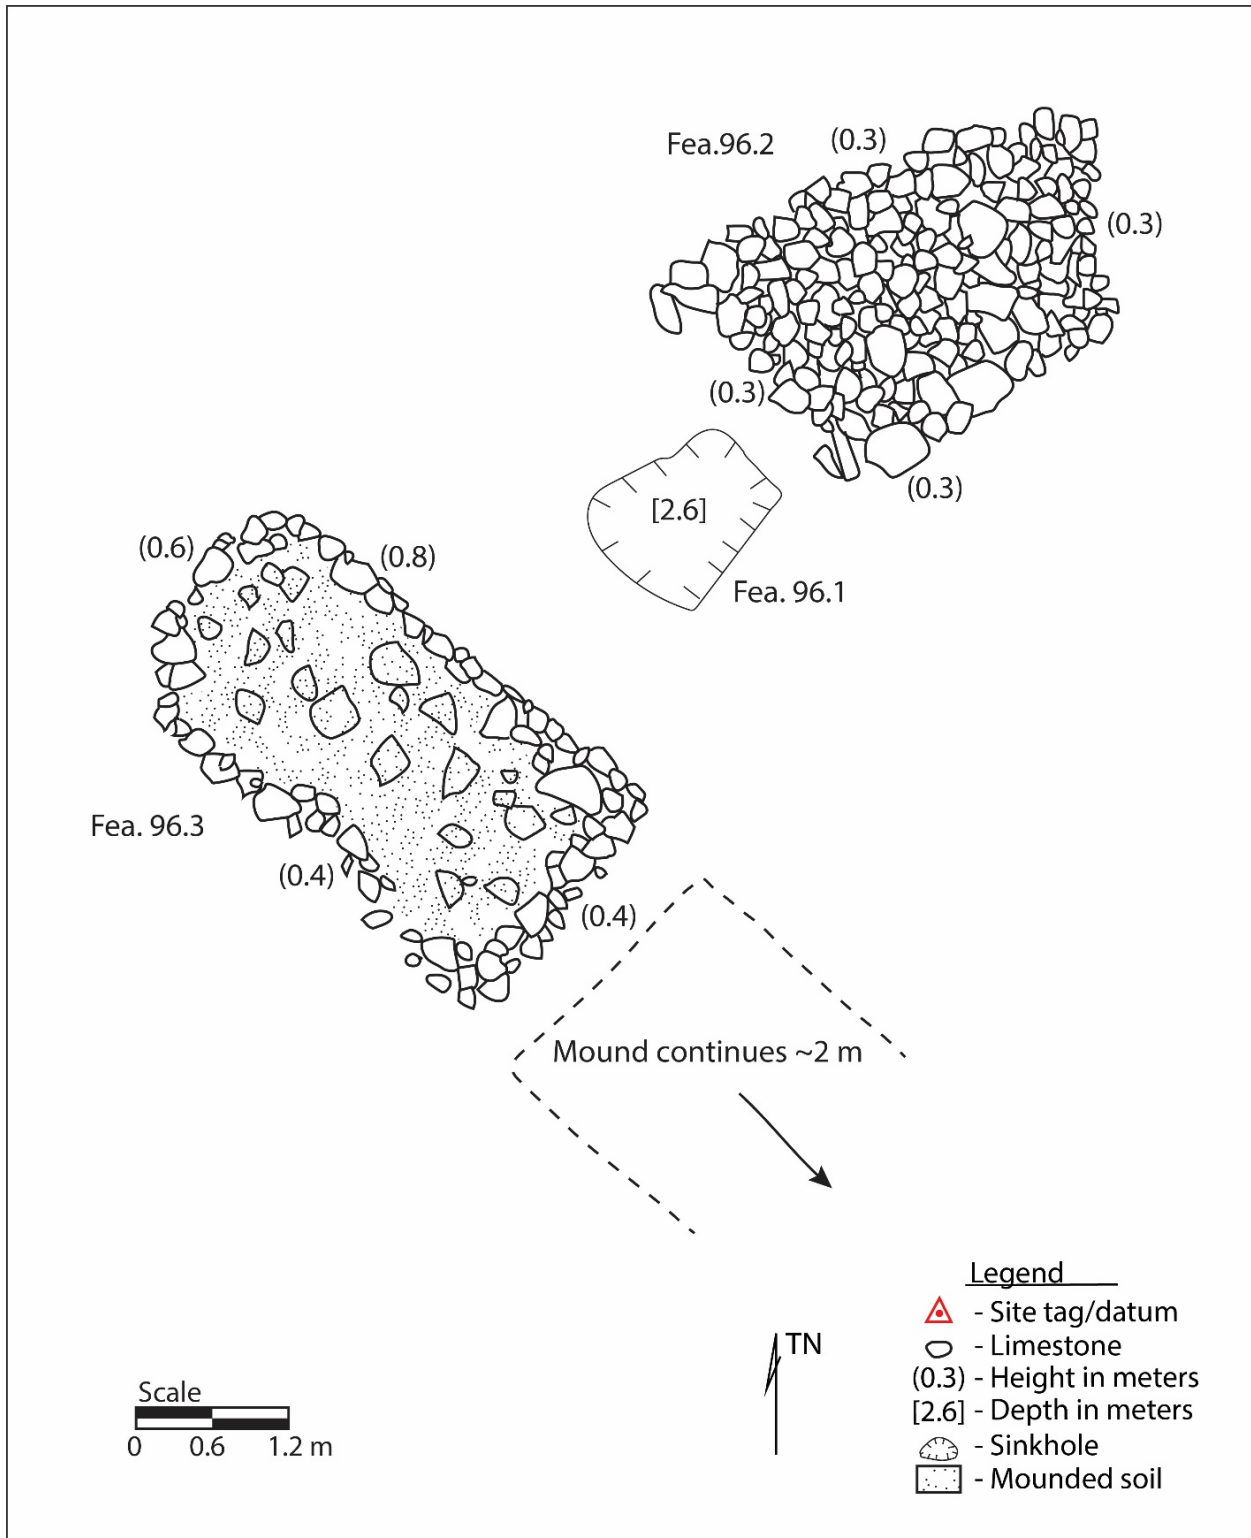 Fea.96.2
(0.3)
(0.3)
(0.3)
(0.3)
[2.6]
Fea. 96.1
(0.6)
(0.8)
Fea. 96.3
(0.4)
(0.4)
Mound continues ~2 m
TN
Scale
0 0.6 1.2 m
Legend
- Site tag/datum
- Limestone
(0.3) - Height in meters
[2.6] - Depth in meters
- Sinkhole
- Mounded soil